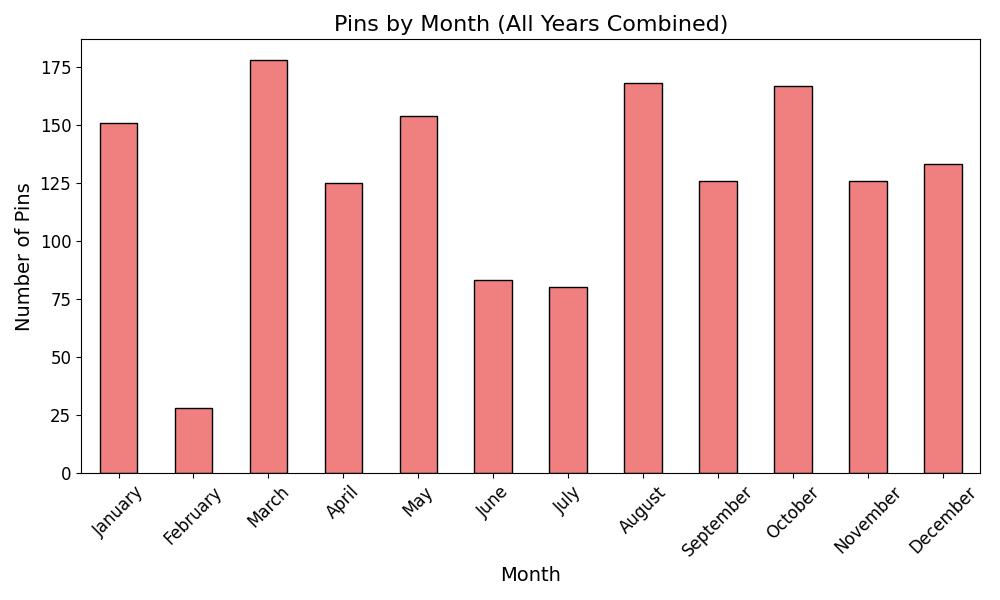 Pins by Month (All Years Combined)
Number of Pins
175
150
125
100
75
50
25
0
January
February
March
April
May
June
July
August
September
October
November
December
Month